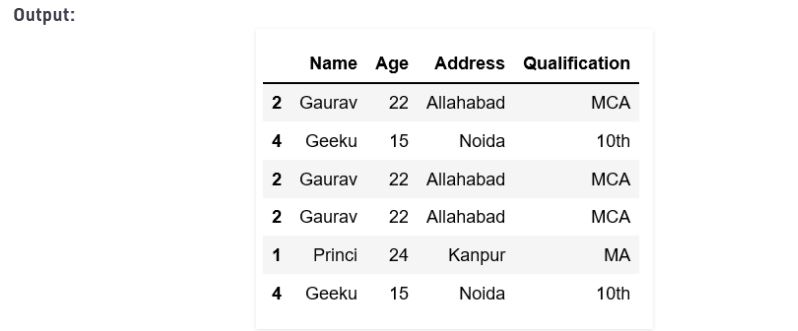 Output:
Name Age Address Qualification
2 Gaurav 22 Allahabad MCA
4 Geeku 15 Noida 10th
2 Gaurav 22 Allahabad MCA
2 Gaurav 22 Allahabad MCA
1 Princi 24 Kanpur MA
4 Geeku 15 Noida 10th